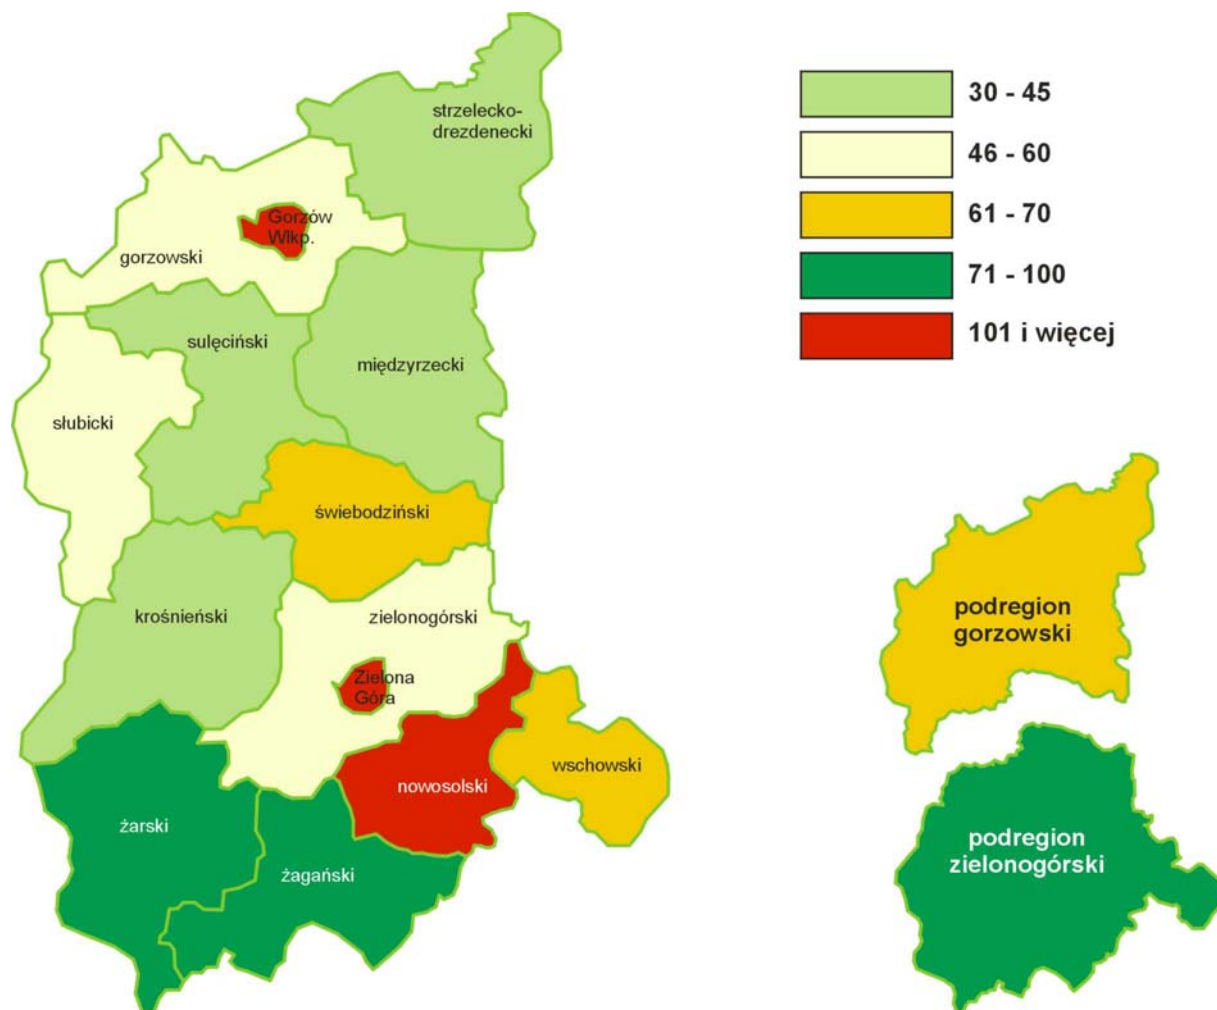 strzelecko-
drezdenecki
Gorzów
Wlkp.
gorzowski
sulęciński
międzyrzecki
słubicki
świebodziński
krośnieński
zielonogórski
Zielona
Góra
wschowski
nowosolski
żarski
żagański
30 - 45
46 - 60
61 - 70
71 - 100
101 i więcej
podregion
gorzowski
podregion
zielonogórski